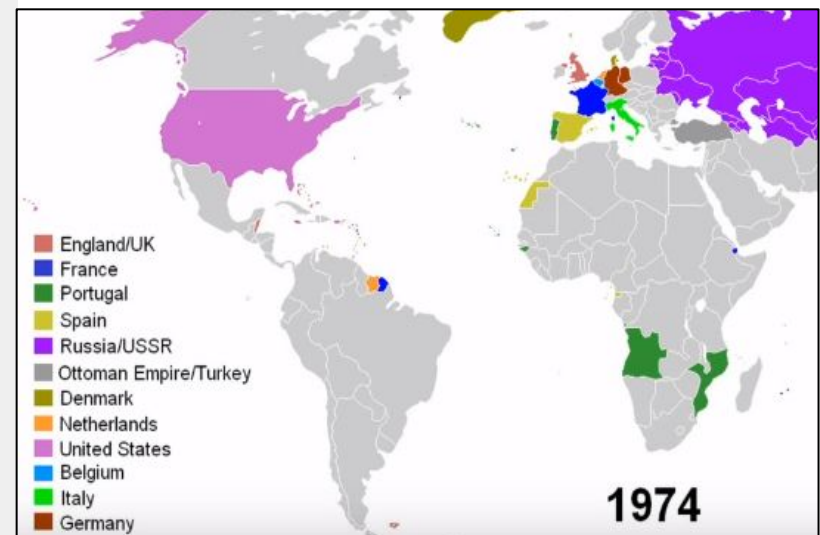 England/UK
France
Portugal
Spain
Russia/USSR
Ottoman Empire/Turkey
Denmark
Netherlands
United States
Belgium
Italy
Germany
1974